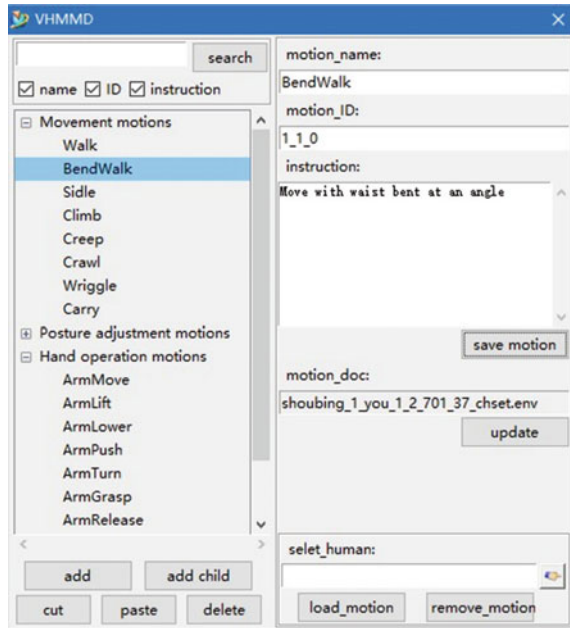 VHMMD
search
name ID instruction
Movement motions
Walk
BendWalk
Sidle
Climb
Creep
Crawl
Wriggle
Carry
Posture adjustment motions
Hand operation motions
ArmMove
ArmLift
ArmLower
ArmPush
ArmTurn
ArmGrasp
ArmRelease
add add child
cut paste delete
motion_name:
BendWalk
motion_ID:
1_1_0
instruction:
Move with waist bent at an angle
save motion
motion_doc:
shoubing_1_you_1_2_701_37_chset.env
update
selet_human:
load_motion remove_motion